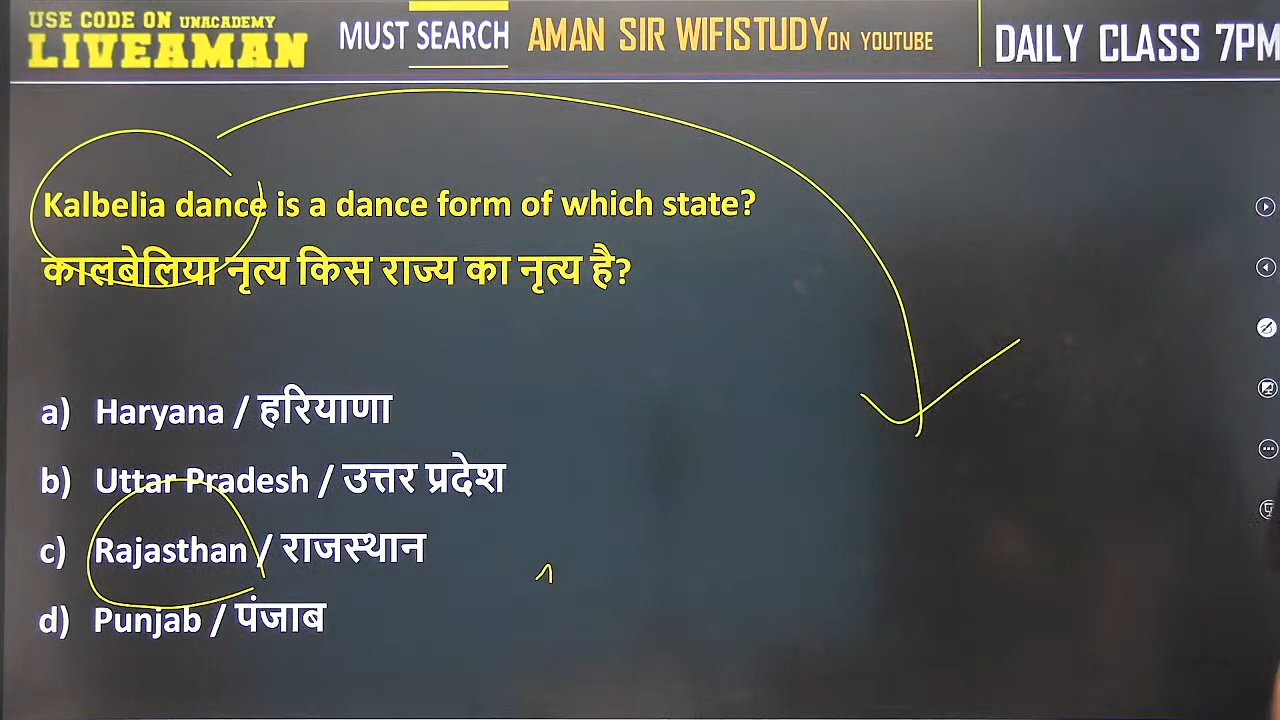 USE CODE ON UNACADEMY
LIVEAMAN
MUST SEARCH AMAN SIR WIFISTUDY ON YOUTUBE
DAILY CLASS 7PM
Kalbelia dance is a dance form of which state?
कालबेलिया नृत्य किस राज्य का नृत्य है?
a) Haryana / हरियाणा
b) Uttar Pradesh / उत्तर प्रदेश
c) Rajasthan / राजस्थान
d) Punjab / पंजाब